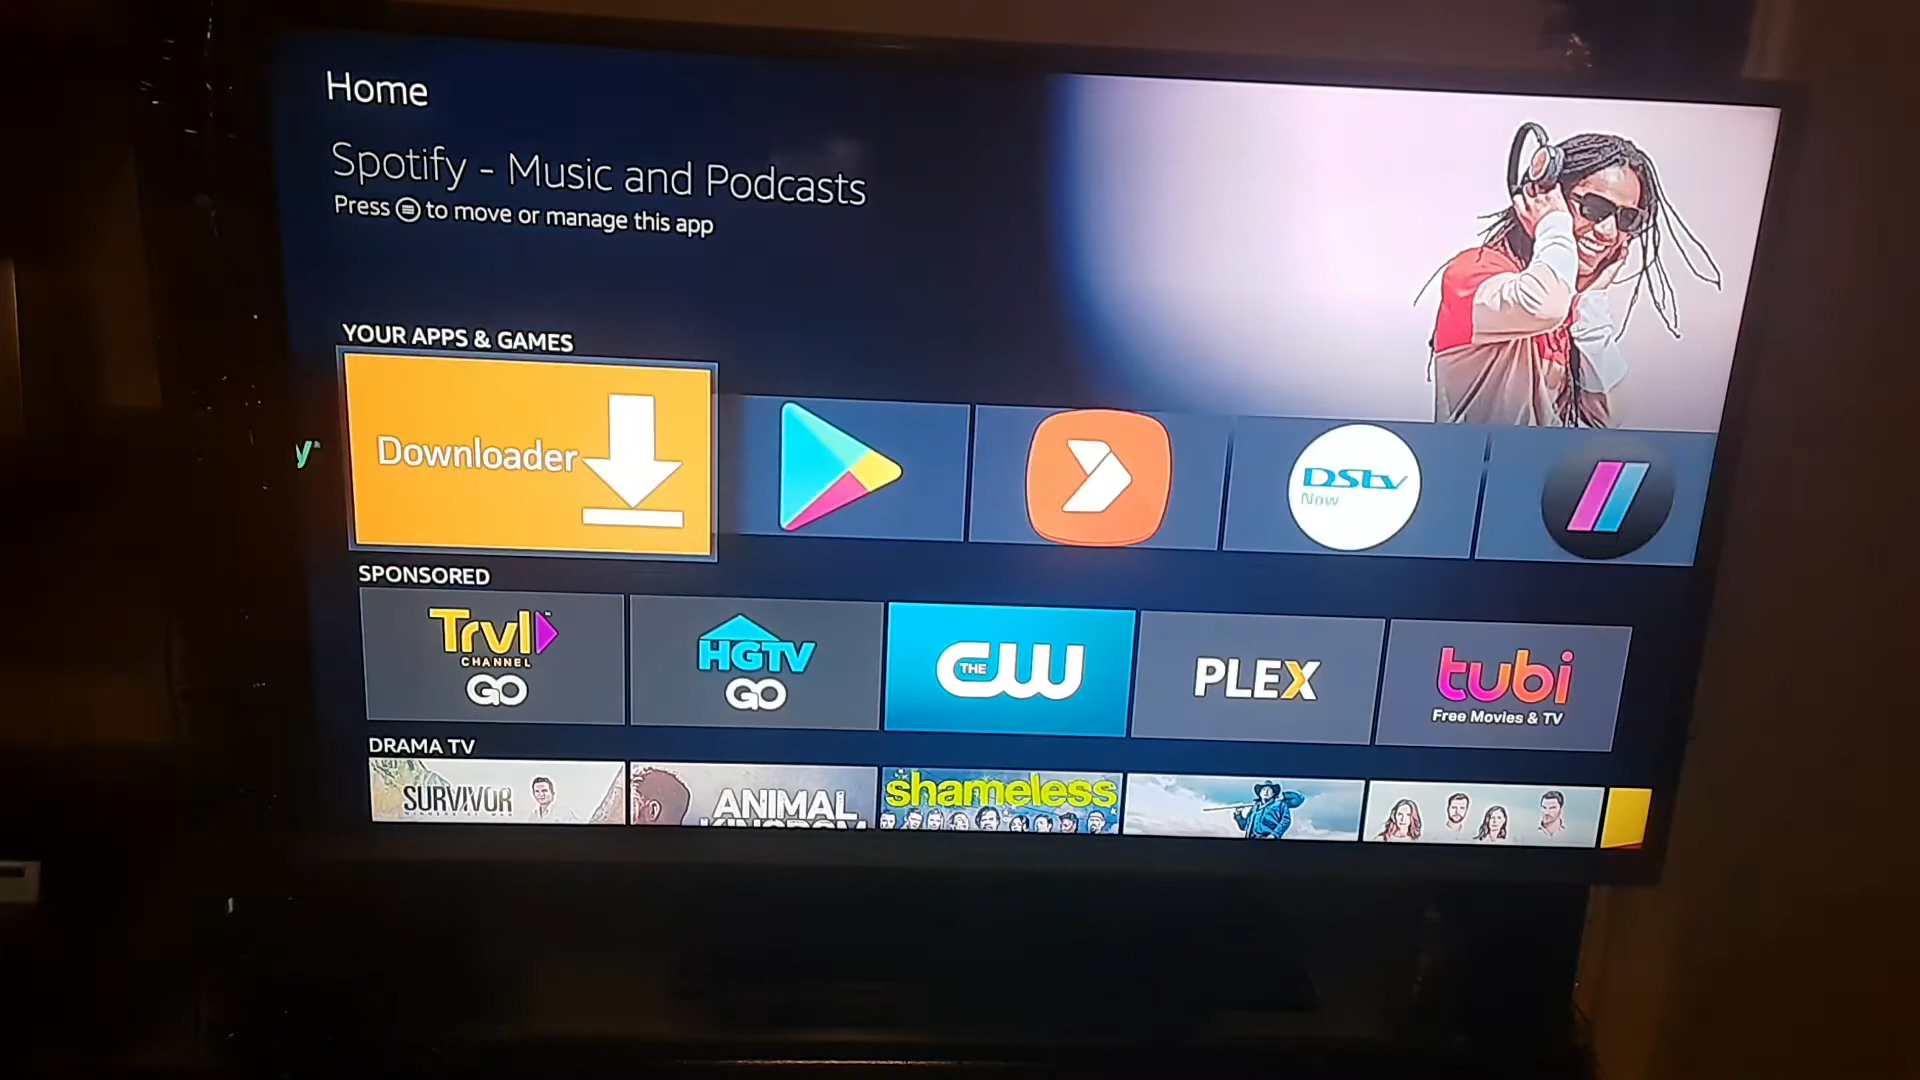 Home
Spotify - Music and Podcasts
Press to move or manage this app
YOUR APPS & GAMES
y
Downloader
DStv
Now
SPONSORED
Trvl
CHANNEL
GO
HGTV
GO
THE CW
PLEX
tubi
Free Movies & TV
DRAMA TV
SURVIVOR
ANIMAL
KINGDOM
shameless